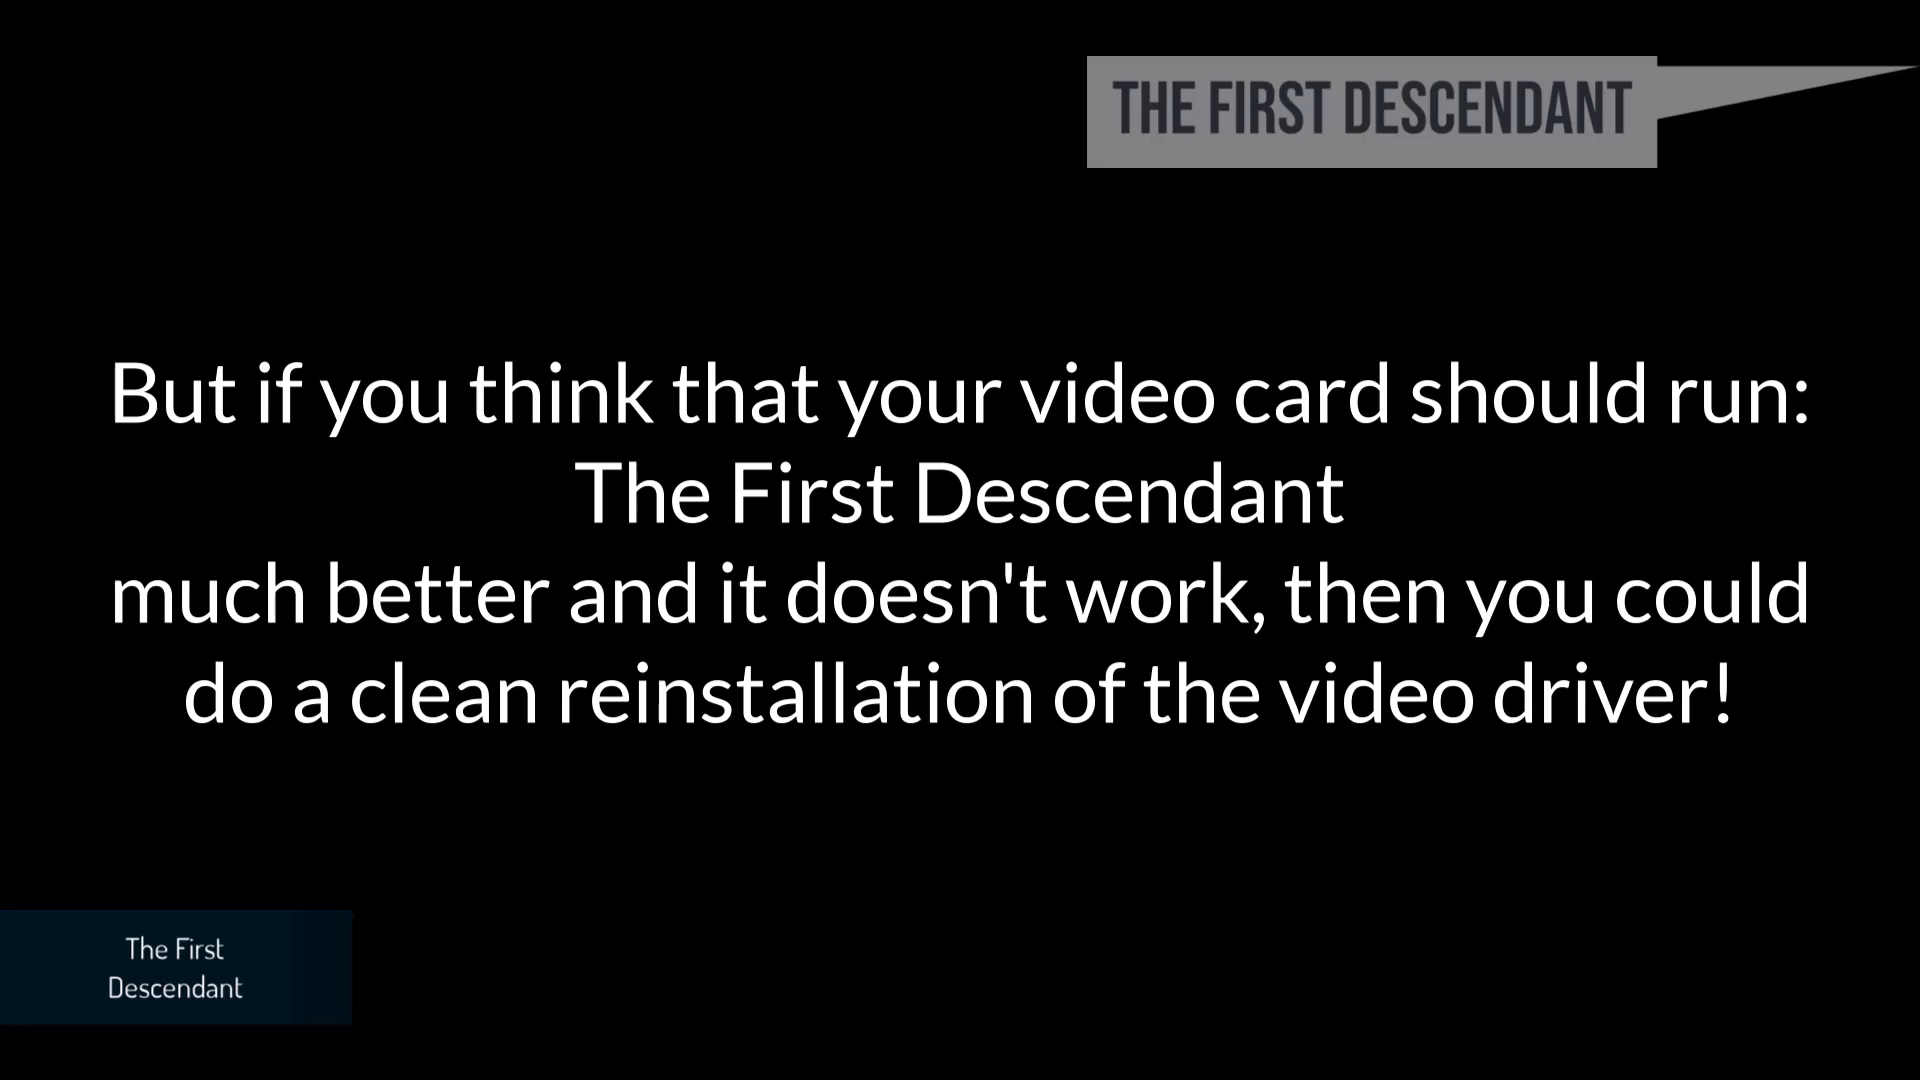 THE FIRST DESCENDANT
But if you think that your video card should run:
The First Descendant
much better and it doesn't work, then you could
do a clean reinstallation of the video driver!
The First
Descendant